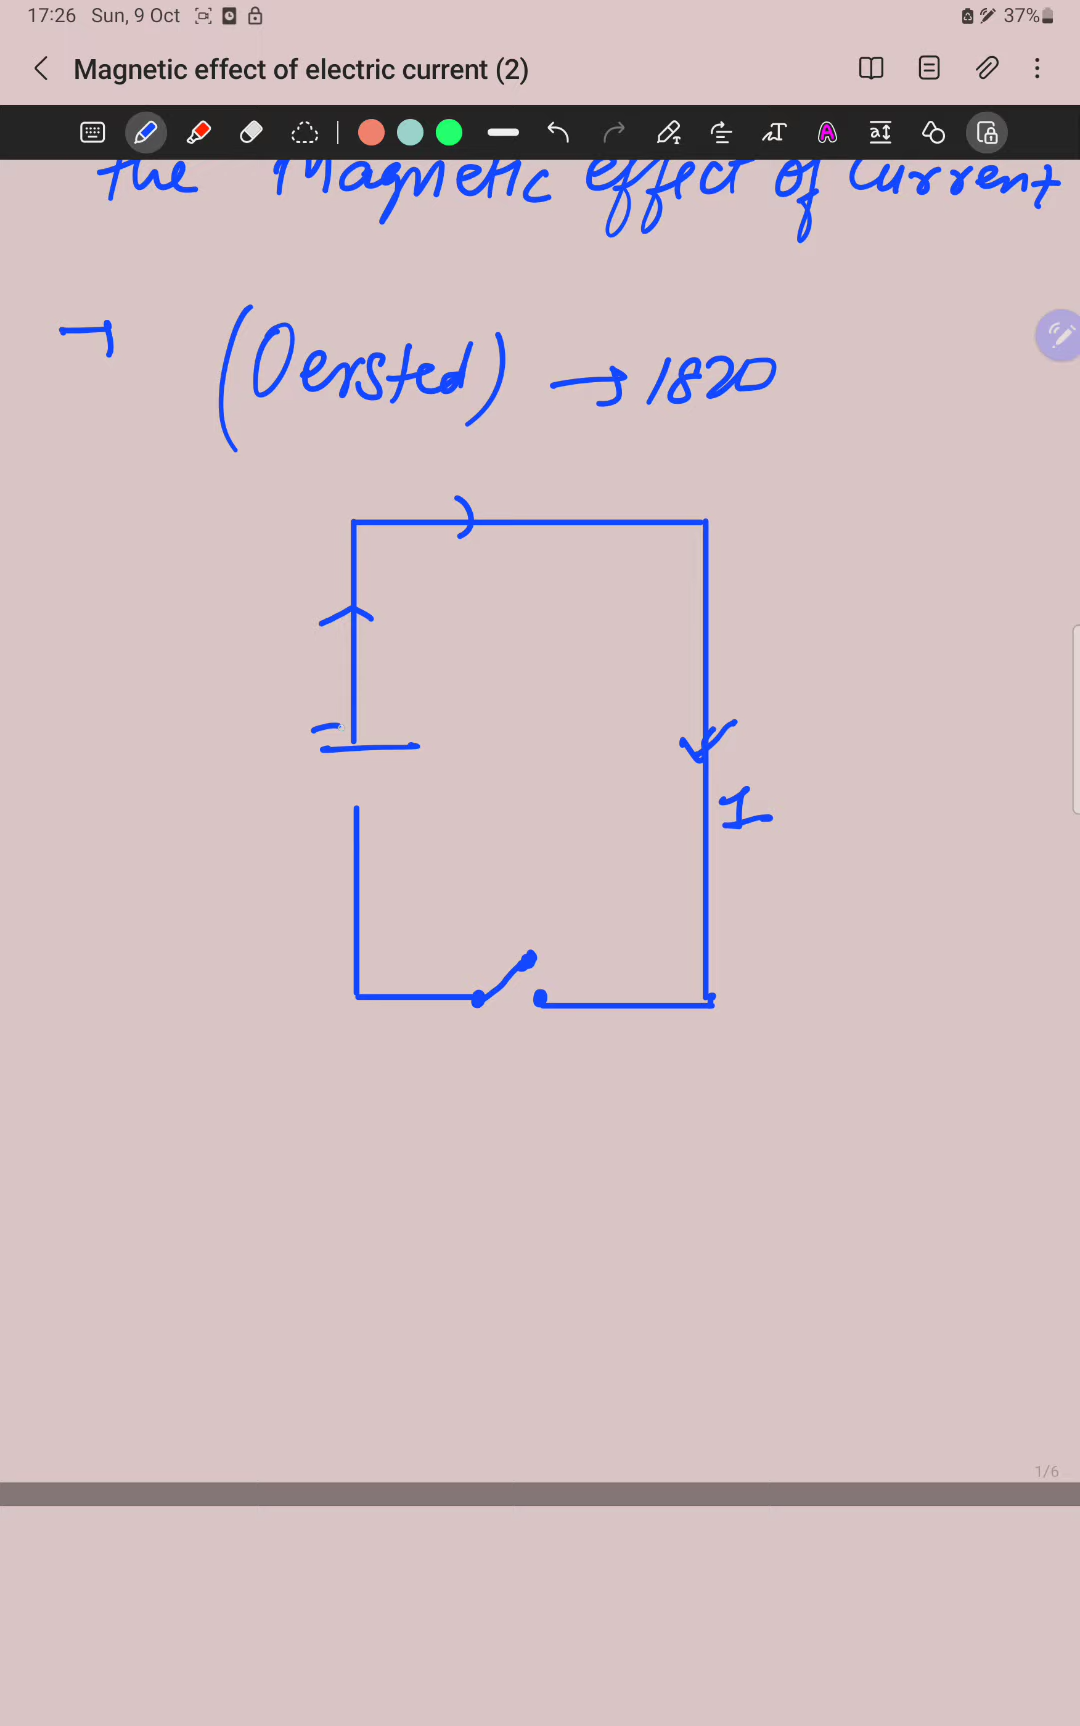 17:26 Sun, 9 Oct 37%
Magnetic effect of electric current (2)
the Magnetic effect of current
(Oersted) → 1820
I
1/6